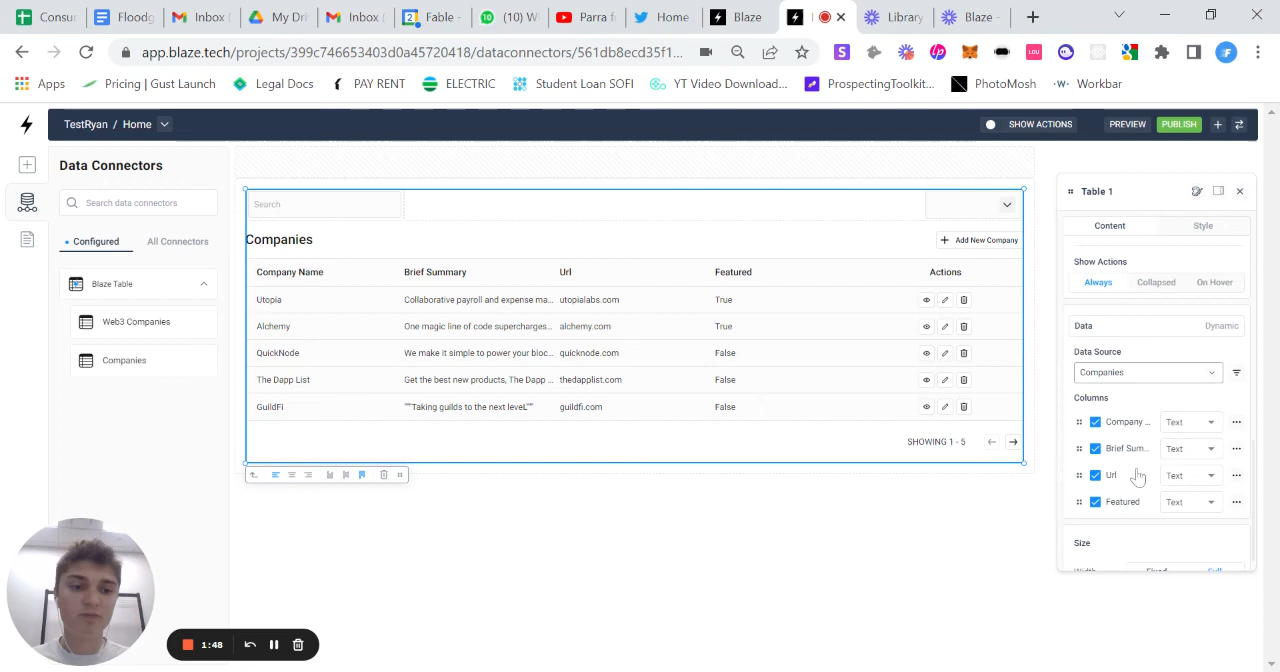 Consum
Floodg
Inbox (
My Dri
Inbox (
Fable -
(10) W
Parra fo
Home
Blaze
Library
Blaze -
app.blaze.tech/projects/399c746653403d0a45720418/dataconnectors/561db8ecd35f1...
Apps
Pricing | Gust Launch
Legal Docs
PAY RENT
ELECTRIC
Student Loan SOFI
YT Video Download...
ProspectingToolkit...
PhotoMosh
Workbar
TestRyan / Home
SHOW ACTIONS
PREVIEW
PUBLISH
Data Connectors
Search data connectors
Configured
All Connectors
Blaze Table
Web3 Companies
Companies
Search
Companies
Add New Company
Company Name Brief Summary Url Featured Actions
Utopia Collaborative payroll and expense ma... utopialabs.com True
Alchemy One magic line of code supercharges... alchemy.com True
QuickNode We make it simple to power your bloc... quicknode.com False
The Dapp List Get the best new products, The Dapp ... thedapplist.com False
GuildFi """Taking guilds to the next level""" guildfi.com False
SHOWING 1 - 5
Table 1
Content
Style
Show Actions
Always
Collapsed
On Hover
Data
Dynamic
Data Source
Companies
Columns
Company ... Text
Brief Sum... Text
Url Text
Featured Text
Size
1:48